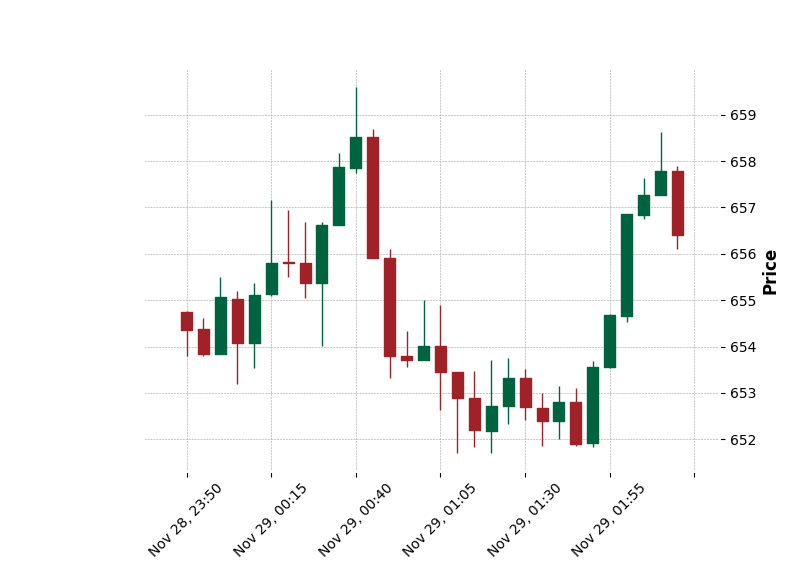 659
658
657
656
655
654
653
652
Price
Nov 28, 23:50
Nov 29, 00:15
Nov 29, 00:40
Nov 29, 01:05
Nov 29, 01:30
Nov 29, 01:55